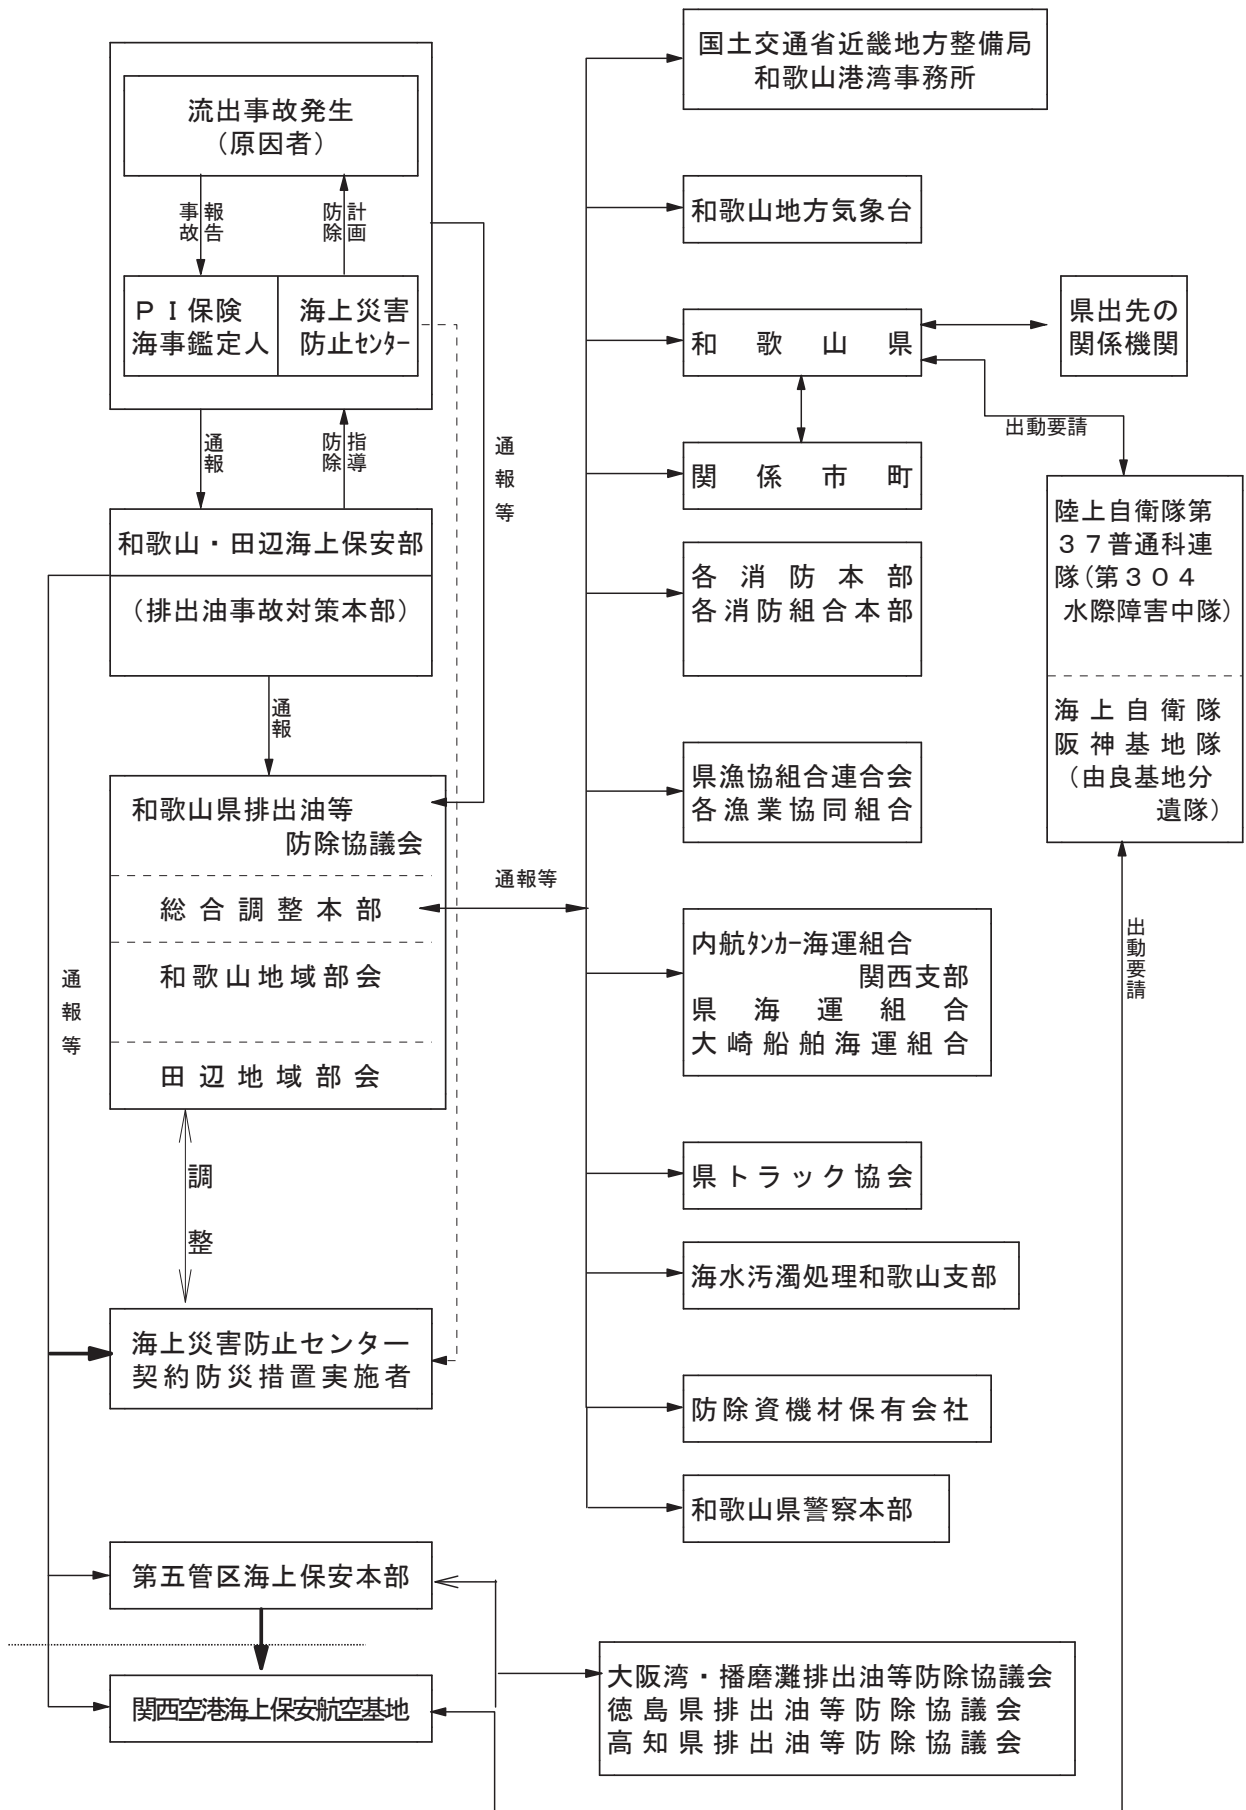 流出事故発生
(原因者)
事故
報告
防除
計画
ＰＩ保険
海事鑑定人
海上災害
防止ｾﾝﾀｰ
通報
防除
指導
通報等
和歌山・田辺海上保安部
(排出油事故対策本部)
通報
和歌山県排出油等
防除協議会
総合調整本部
和歌山地域部会
田辺地域部会
通報等
通報等
調整
海上災害防止センター
契約防災措置実施者
第五管区海上保安本部
関西空港海上保安航空基地
国土交通省近畿地方整備局
和歌山港湾事務所
和歌山地方気象台
和歌山県
県出先の
関係機関
出動要請
関係市町
各消防本部
各消防組合本部
陸上自衛隊第
３７普通科連
隊(第３０４
水際障害中隊)
海上自衛隊
阪神基地隊
(由良基地分
遺隊)
出動要請
県漁協組合連合会
各漁業協同組合
内航ﾀﾝｶｰ海運組合
関西支部
県海運組合
大崎船舶海運組合
県トラック協会
海水汚濁処理和歌山支部
防除資機材保有会社
和歌山県警察本部
大阪湾・播磨灘排出油等防除協議会
徳島県排出油等防除協議会
高知県排出油等防除協議会